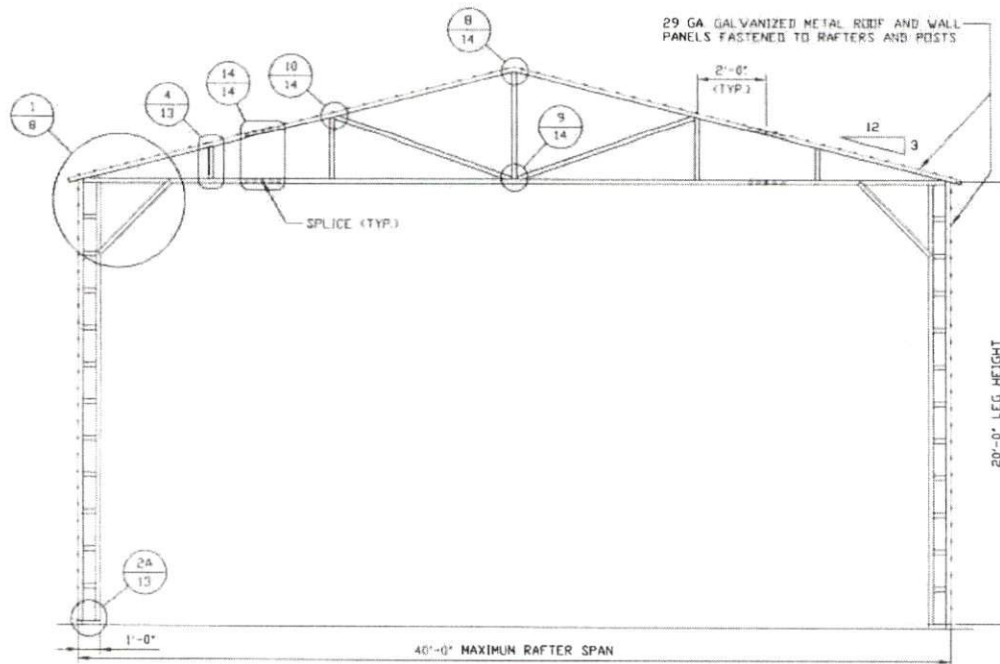 8
14
29 GA GALVANIZED METAL ROOF AND WALL
PANELS FASTENED TO RAFTERS AND POSTS
14
14
10
14
2'-0"
(TYP.)
4
13
1
8
9
14
12
3
SPLICE (TYP.)
20'-0" LEG HEIGHT
2A
13
1'-0"
40'-0" MAXIMUM RAFTER SPAN